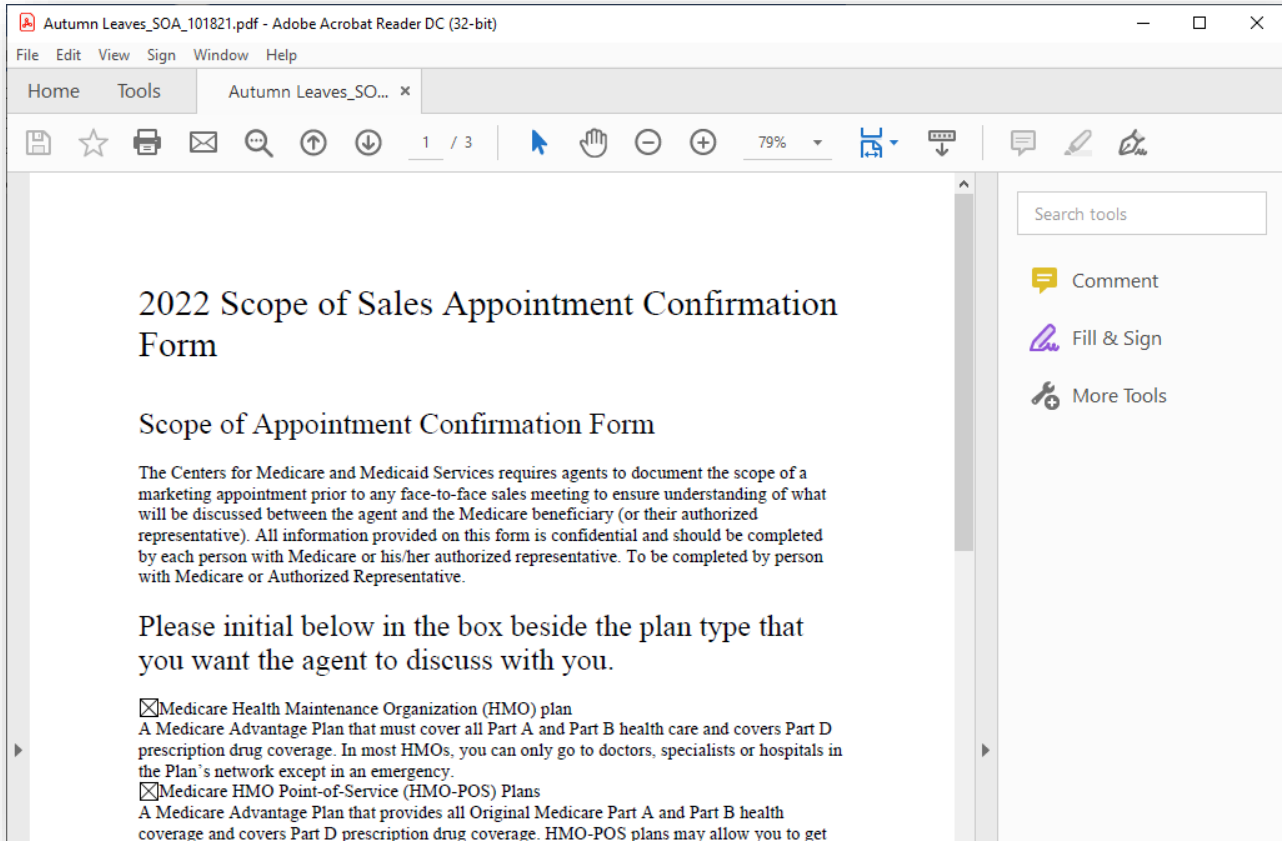 Autumn Leaves_SOA_101821.pdf - Adobe Acrobat Reader DC (32-bit)
File Edit View Sign Window Help
Home Tools Autumn Leaves_SO... ×
1 / 3 79%
Search tools
Comment
Fill & Sign
More Tools
2022 Scope of Sales Appointment Confirmation
Form
Scope of Appointment Confirmation Form
The Centers for Medicare and Medicaid Services requires agents to document the scope of a
marketing appointment prior to any face-to-face sales meeting to ensure understanding of what
will be discussed between the agent and the Medicare beneficiary (or their authorized
representative). All information provided on this form is confidential and should be completed
by each person with Medicare or his/her authorized representative. To be completed by person
with Medicare or Authorized Representative.
Please initial below in the box beside the plan type that
you want the agent to discuss with you.
☒Medicare Health Maintenance Organization (HMO) plan
A Medicare Advantage Plan that must cover all Part A and Part B health care and covers Part D
prescription drug coverage. In most HMOs, you can only go to doctors, specialists or hospitals in
the Plan’s network except in an emergency.
☒Medicare HMO Point-of-Service (HMO-POS) Plans
A Medicare Advantage Plan that provides all Original Medicare Part A and Part B health
coverage and covers Part D prescription drug coverage. HMO-POS plans may allow you to get